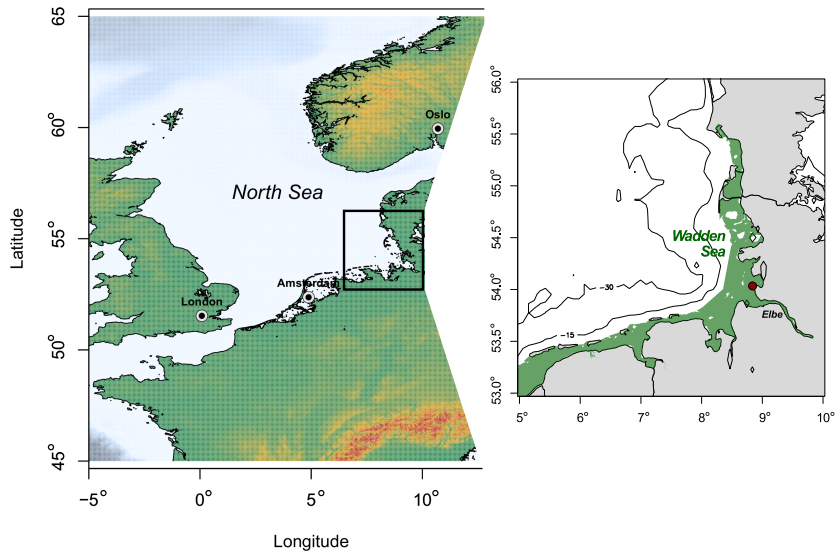 65
60
55
50
45°
Latitude
−5°
0°
5°
10°
Longitude
Oslo
North Sea
Amsterdam
London
56.0°
55.5°
55.0°
54.5°
54.0°
53.5°
53.0°
5°
6°
7°
8°
9°
10°
Wadden
Sea
−30
−15
Elbe